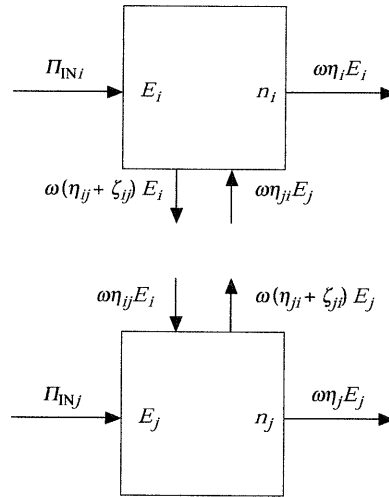 Π_INi
E_i
n_i
ωη_iE_i
ω(η_ij + ζ_ij) E_i
ωη_jiE_j
ωη_ijE_i
ω(η_ji + ζ_ji) E_j
Π_INj
E_j
n_j
ωη_jE_j